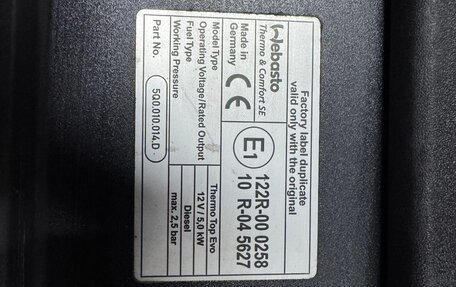 Factory label duplicate
valid only with the original
Webasto
Thermo & Comfort SE
Made in
Germany
CE
E1
122R-00 0258
10 R-04 5627
Model Type Thermo Top Evo
Operating Voltage/Rated Output 12 V / 5,0 kW
Fuel Type Diesel
Working Pressure max. 2,5 bar
Part No. 5Q0.010.014.D